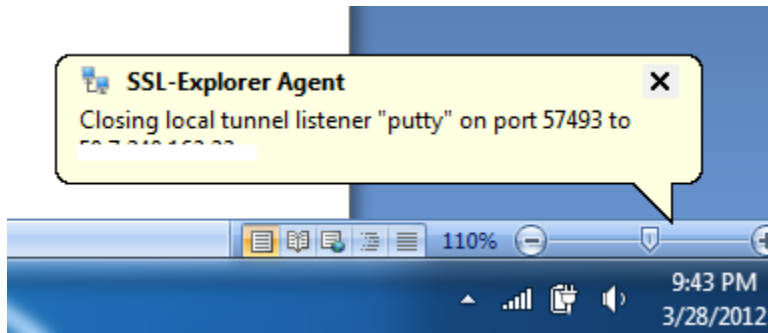 SSL-Explorer Agent
Closing local tunnel listener "putty" on port 57493 to
110%
9:43 PM
3/28/2012